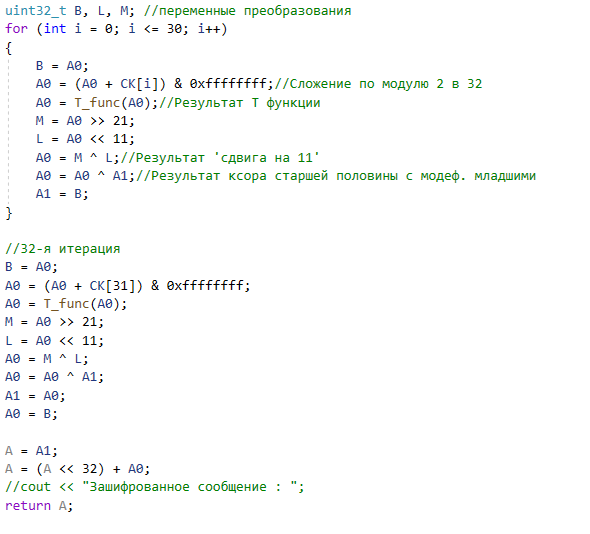 uint32_t B, L, M; //переменные преобразования
for (int i = 0; i <= 30; i++)
{
    B = A0;
    A0 = (A0 + CK[i]) & 0xffffffff;//Сложение по модулю 2 в 32
    A0 = T_func(A0);//Результат T функции
    M = A0 >> 21;
    L = A0 << 11;
    A0 = M ^ L;//Результат 'сдвига на 11'
    A0 = A0 ^ A1;//Результат ксора старшей половины с модеф. младшими
    A1 = B;
}
//32-я итерация
B = A0;
A0 = (A0 + CK[31]) & 0xffffffff;
A0 = T_func(A0);
M = A0 >> 21;
L = A0 << 11;
A0 = M ^ L;
A0 = A0 ^ A1;
A1 = A0;
A0 = B;
A = A1;
A = (A << 32) + A0;
//cout << "Зашифрованное сообщение : ";
return A;